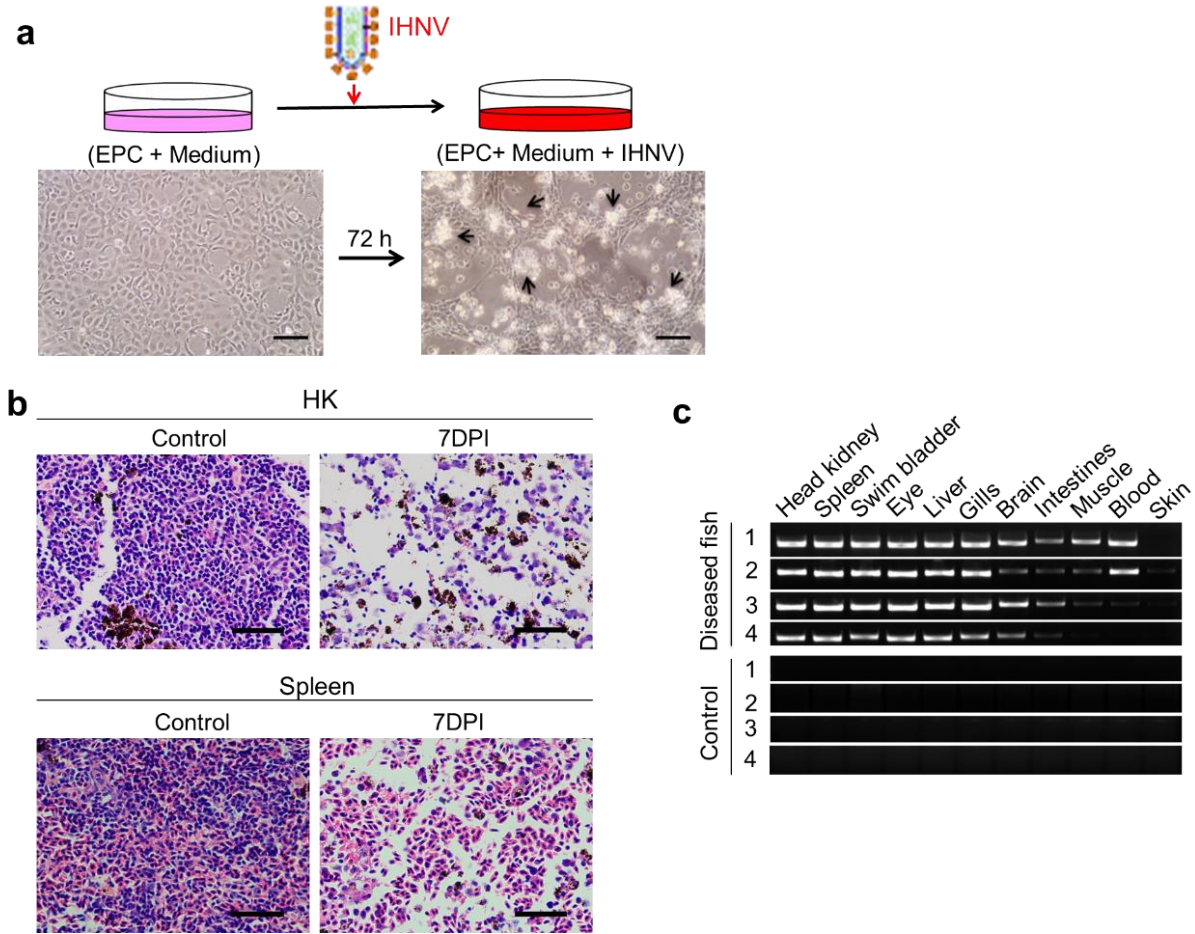 a
IHNV
(EPC + Medium)
(EPC+ Medium + IHNV)
72 h
b
HK
Control
7DPI
Spleen
Control
7DPI
c
Head kidney
Spleen
Swim bladder
Eye
Liver
Gills
Brain
Intestines
Muscle
Blood
Skin
Diseased fish
1
2
3
4
Control
1
2
3
4